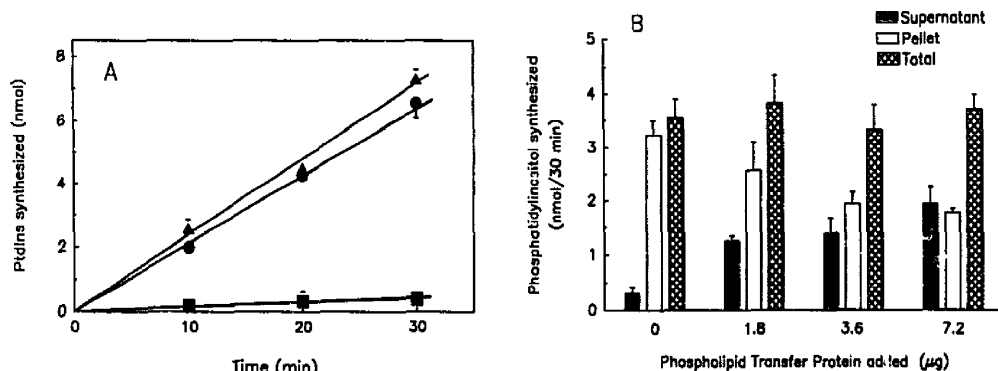 A
PtdIns synthesized (nmol)
8
6
4
2
0
0 10 20 30
Time (min)
B
Supernatant
Pellet
Total
Phosphatidylinositol synthesized
(nmol/30 min)
5
4
3
2
1
0
0 1.8 3.6 7.2
Phospholipid Transfer Protein added (μg)